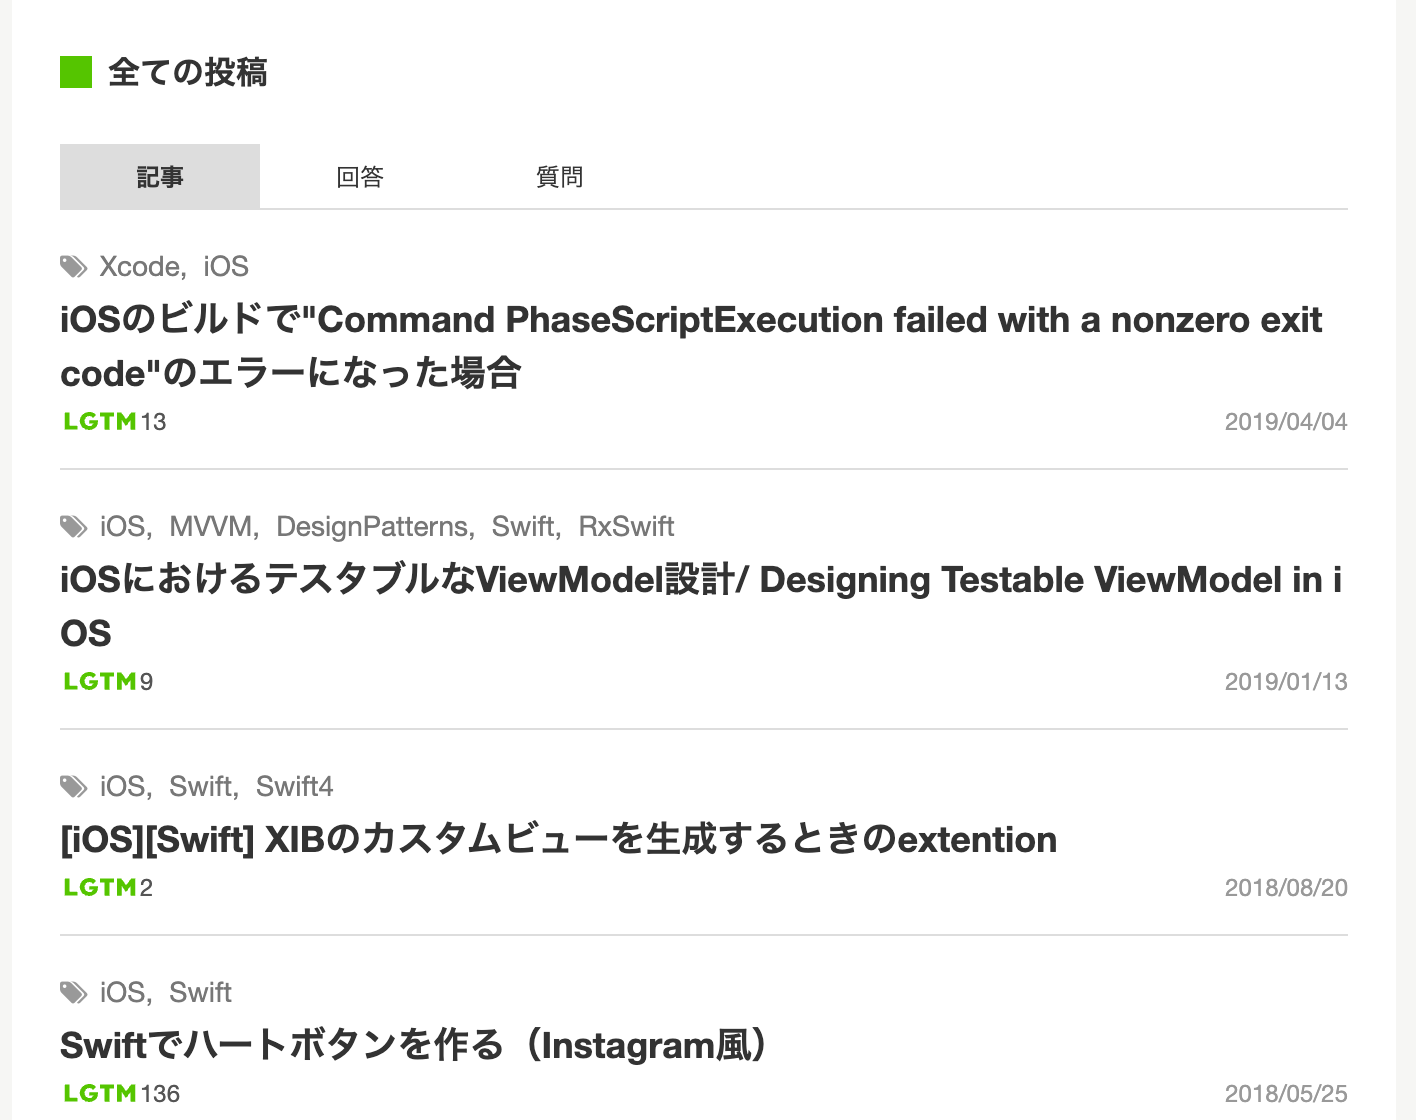 全ての投稿
記事 回答 質問
Xcode, iOS
iOSのビルドで"Command PhaseScriptExecution failed with a nonzero exit
code"のエラーになった場合
LGTM 13 2019/04/04
iOS, MVVM, DesignPatterns, Swift, RxSwift
iOSにおけるテスタブルなViewModel設計/ Designing Testable ViewModel in i
OS
LGTM 9 2019/01/13
iOS, Swift, Swift4
[iOS][Swift] XIBのカスタムビューを生成するときのextention
LGTM 2 2018/08/20
iOS, Swift
Swiftでハートボタンを作る（Instagram風）
LGTM 136 2018/05/25